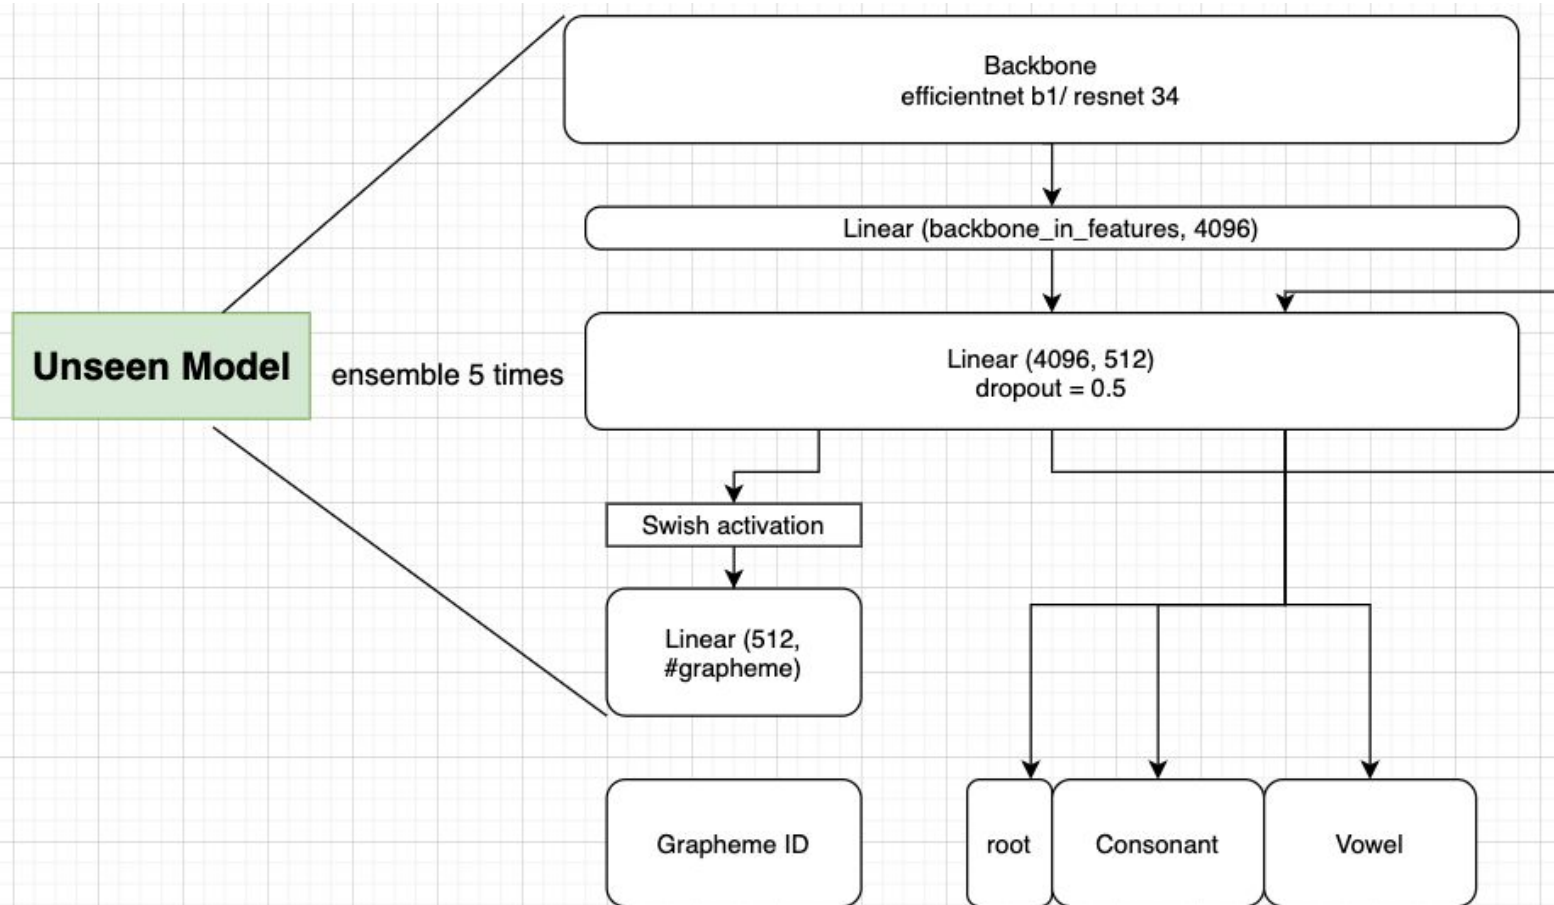 Backbone
efficientnet b1/ resnet 34
Linear (backbone_in_features, 4096)
Unseen Model
ensemble 5 times
Linear (4096, 512)
dropout = 0.5
Swish activation
Linear (512,
#grapheme)
Grapheme ID
root
Consonant
Vowel